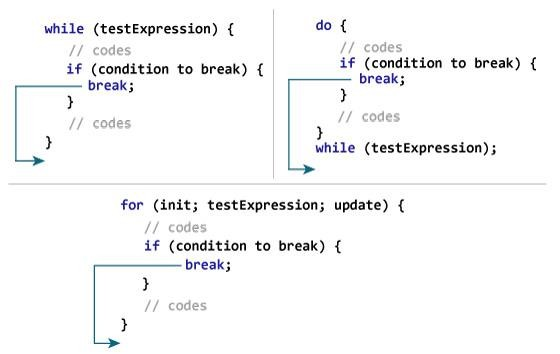 while (testExpression) {
// codes
if (condition to break) {
break;
}
// codes
}
do {
// codes
if (condition to break) {
break;
}
// codes
}
while (testExpression);
for (init; testExpression; update) {
// codes
if (condition to break) {
break;
}
// codes
}